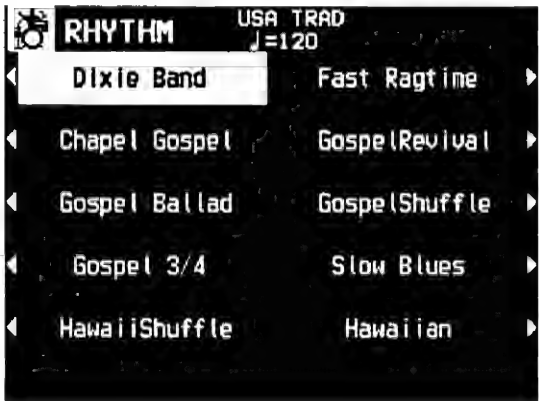 RHYTHM USA TRAD
♩=120
Dixie Band Fast Ragtime
Chapel Gospel GospelRevival
Gospel Ballad GospelShuffle
Gospel 3/4 Slow Blues
HawaiiShuffle Hawaiian